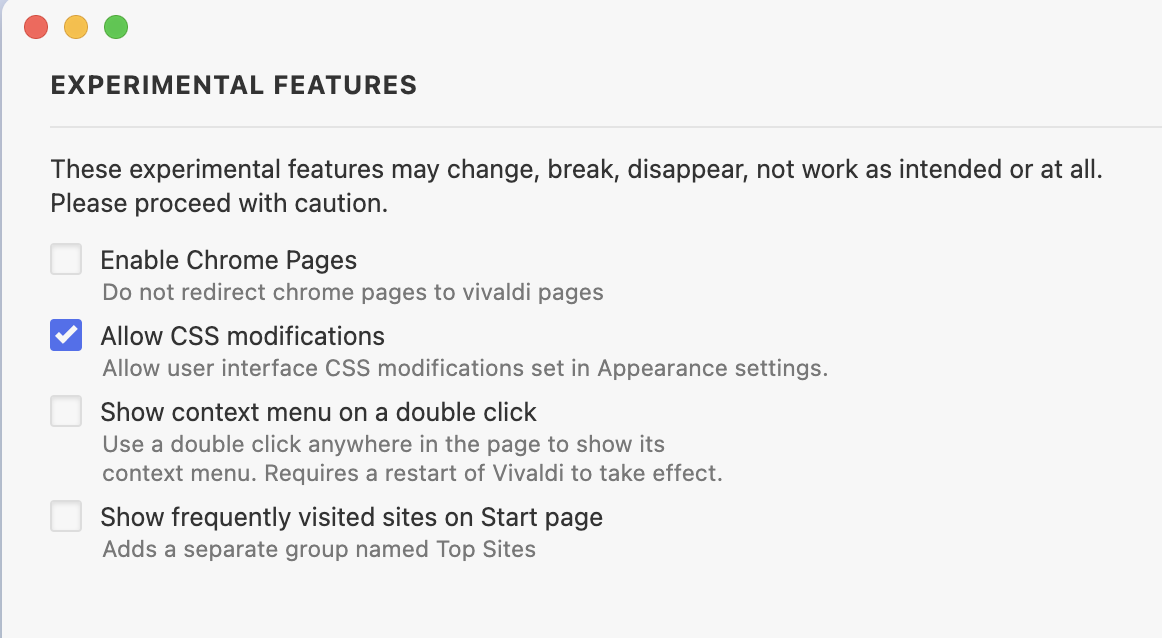 EXPERIMENTAL FEATURES
These experimental features may change, break, disappear, not work as intended or at all.
Please proceed with caution.
Enable Chrome Pages
Do not redirect chrome pages to vivaldi pages
Allow CSS modifications
Allow user interface CSS modifications set in Appearance settings.
Show context menu on a double click
Use a double click anywhere in the page to show its
context menu. Requires a restart of Vivaldi to take effect.
Show frequently visited sites on Start page
Adds a separate group named Top Sites